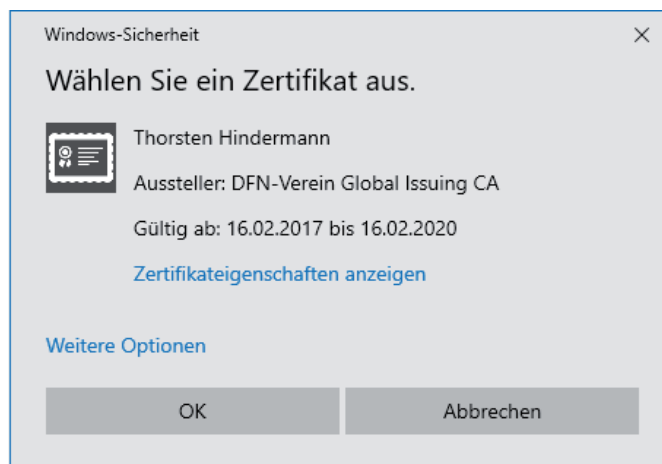 Windows-Sicherheit
Wählen Sie ein Zertifikat aus.
Thorsten Hindermann
Aussteller: DFN-Verein Global Issuing CA
Gültig ab: 16.02.2017 bis 16.02.2020
Zertifikateigenschaften anzeigen
Weitere Optionen
OK
Abbrechen